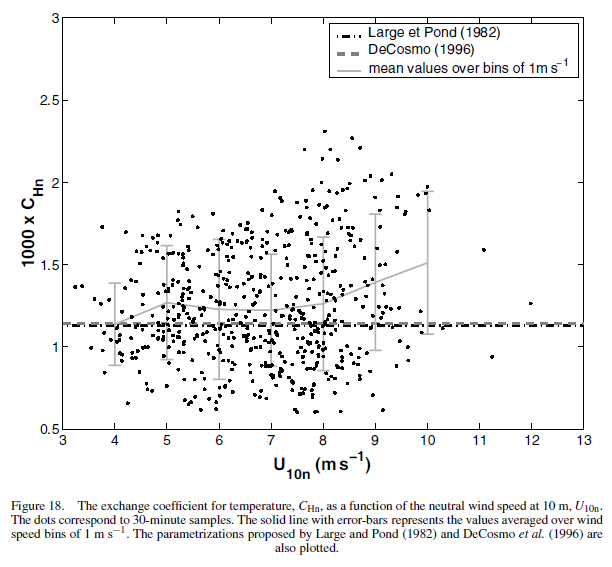 3
2.5
2
1.5
1
0.5
1000 x C_Hn
Large et Pond (1982)
DeCosmo (1996)
mean values over bins of 1m s⁻¹
3 4 5 6 7 8 9 10 11 12 13
U_10n (m s⁻¹)
Figure 18. The exchange coefficient for temperature, C_Hn, as a function of the neutral wind speed at 10 m, U_10n.
The dots correspond to 30-minute samples. The solid line with error-bars represents the values averaged over wind
speed bins of 1 m s⁻¹. The parametrizations proposed by Large and Pond (1982) and DeCosmo et al. (1996) are
also plotted.